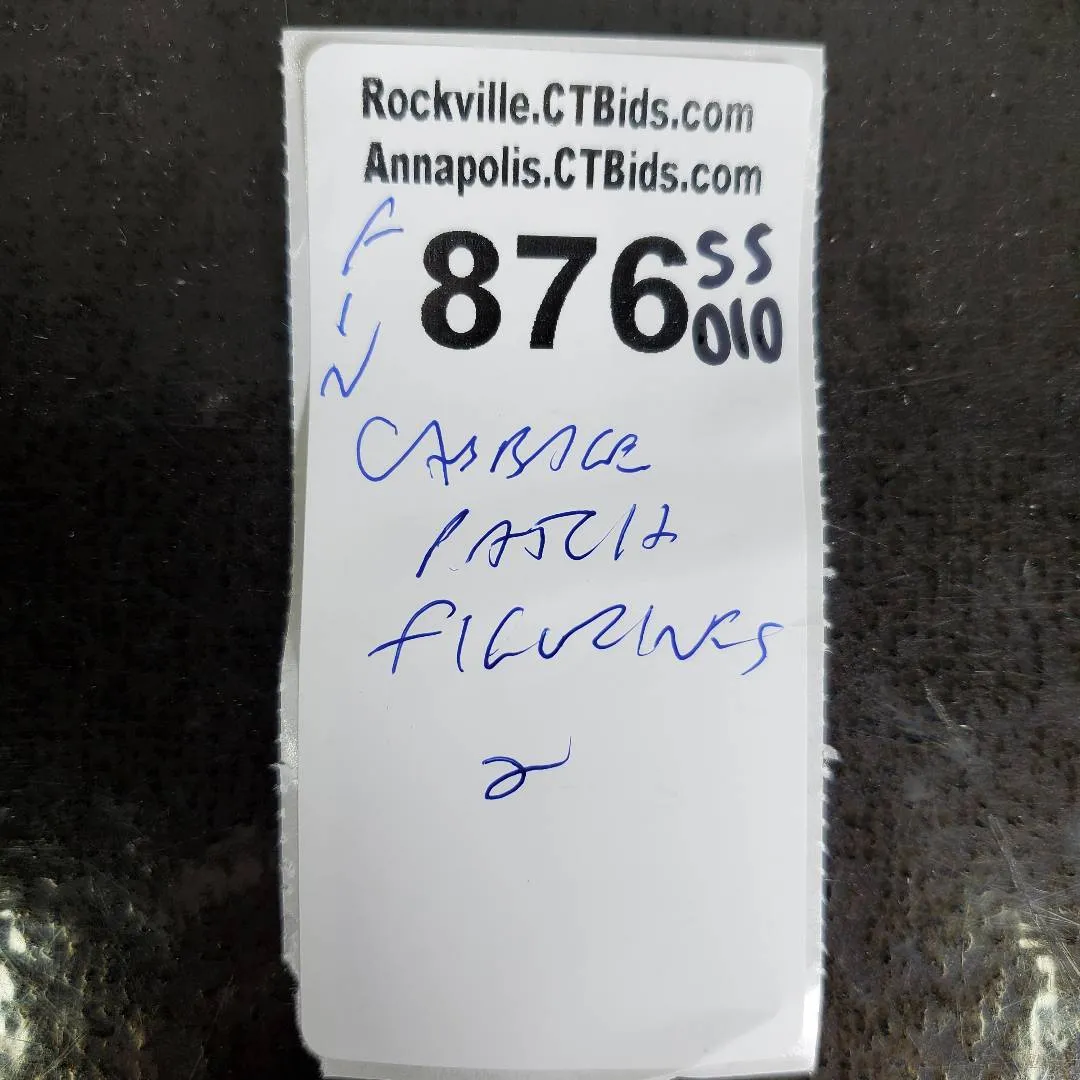 Rockville.CTBids.com
Annapolis.CTBids.com
876 SS
010
CABBAGE
PATCH
FIGURINES
2